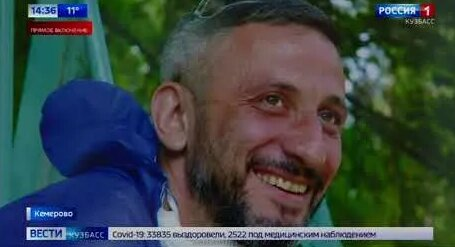 14:36 11° РОССИЯ 1
ПРЯМОЕ ВКЛЮЧЕНИЕ КУЗБАСС
Кемерово
ВЕСТИ КУЗБАСС Covid-19: 33835 выздоровели, 2522 под медицинским наблюдением